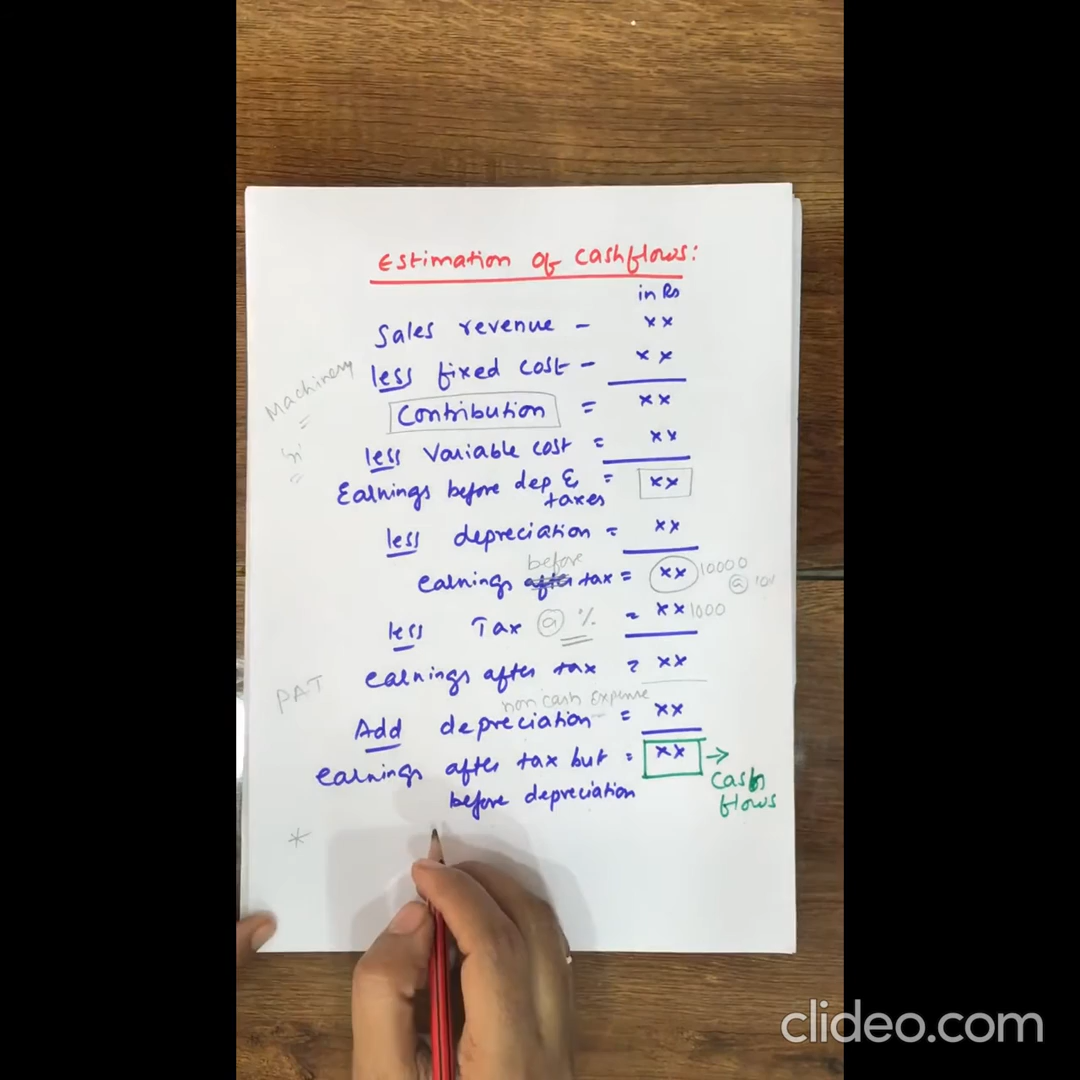 Estimation of Cashflows:
in Rs
Sales revenue - xx
less fixed cost - xx
Machinery
=
Contribution = xx
less Variable cost = xx
Earnings before dep & = xx
taxes
less depreciation = xx
before
earnings after tax = xx 10000
@ 10%
less Tax @ % = xx 1000
earnings after tax = xx
PAT
non cash expense
Add depreciation = xx
earnings after tax but = xx →
before depreciation
Cash
flows
*
clideo.com